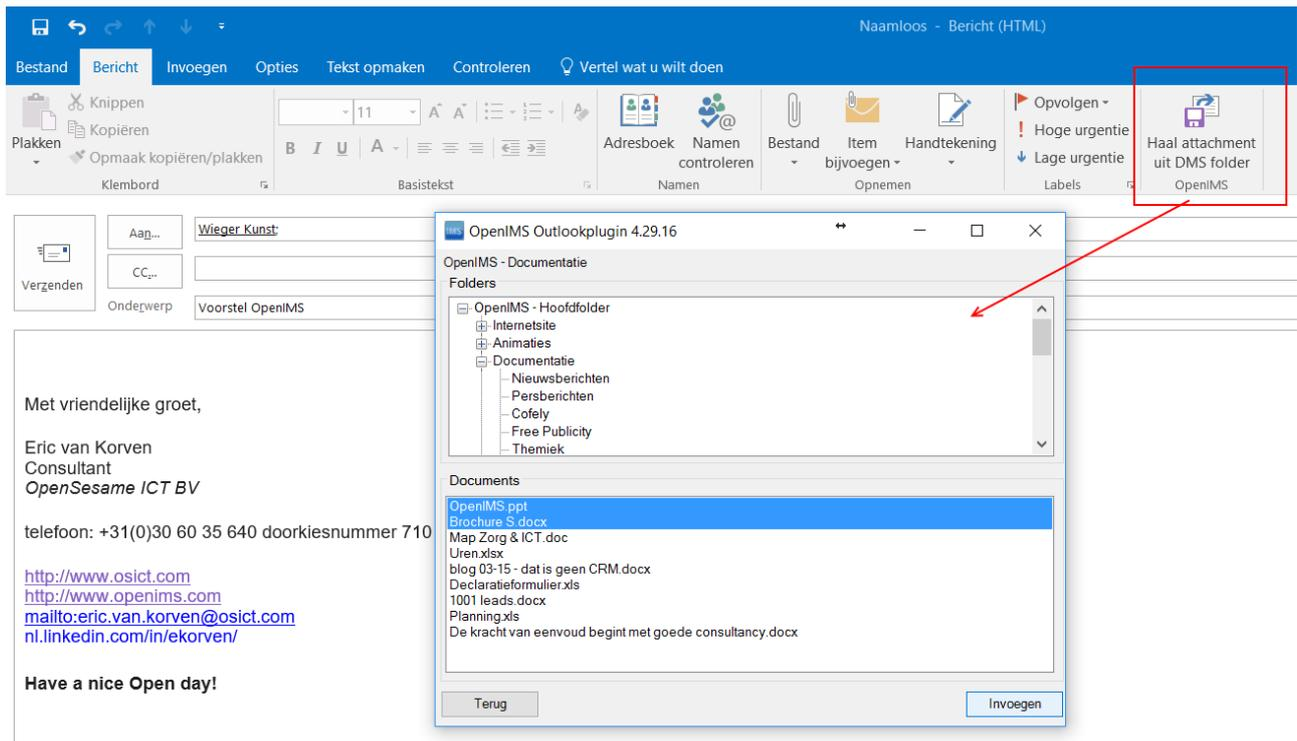 Naamloos - Bericht (HTML)
Bestand Bericht Invoegen Opties Tekst opmaken Controleren Vertel wat u wilt doen
Plakken
Knippen
Kopiëren
Opmaak kopiëren/plakken
Klembord
11
B I U A
Basistekst
Adresboek
Namen controleren
Namen
Bestand
Item bijvoegen
Handtekening
Opnemen
Opvolgen
Hoge urgentie
Lage urgentie
Labels
Haal attachment
uit DMS folder
OpenIMS
Verzenden
Aan...
Wieger Kunst;
CC...
Onderwerp
Voorstel OpenIMS
Met vriendelijke groet,
Eric van Korven
Consultant
OpenSesame ICT BV
telefoon: +31(0)30 60 35 640 doorkiesnummer 710
http://www.osict.com
http://www.openims.com
mailto:eric.van.korven@osict.com
nl.linkedin.com/in/ekorven/
Have a nice Open day!
IMS OpenIMS Outlookplugin 4.29.16
OpenIMS - Documentatie
Folders
OpenIMS - Hoofdfolder
Internetsite
Animaties
Documentatie
Nieuwsberichten
Persberichten
Cofely
Free Publicity
Themiek
Documents
OpenIMS.ppt
Brochure S.docx
Map Zorg & ICT.doc
Uren.xlsx
blog 03-15 - dat is geen CRM.docx
Declaratieformulier.xls
1001 leads.docx
Planning.xls
De kracht van eenvoud begint met goede consultancy.docx
Terug
Invoegen